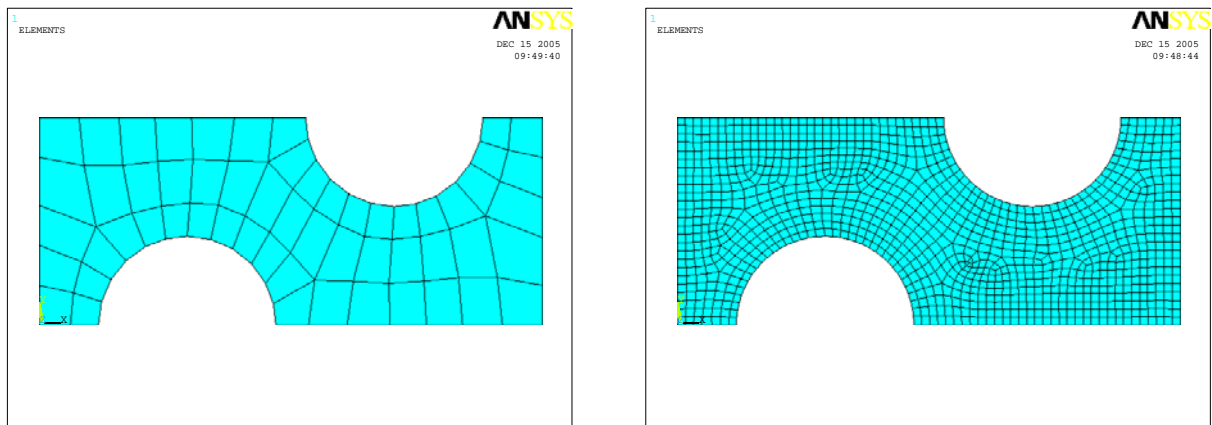 1
ANSYS
ELEMENTS
DEC 15 2005
09:49:40
X
1
ANSYS
ELEMENTS
DEC 15 2005
09:48:44
X